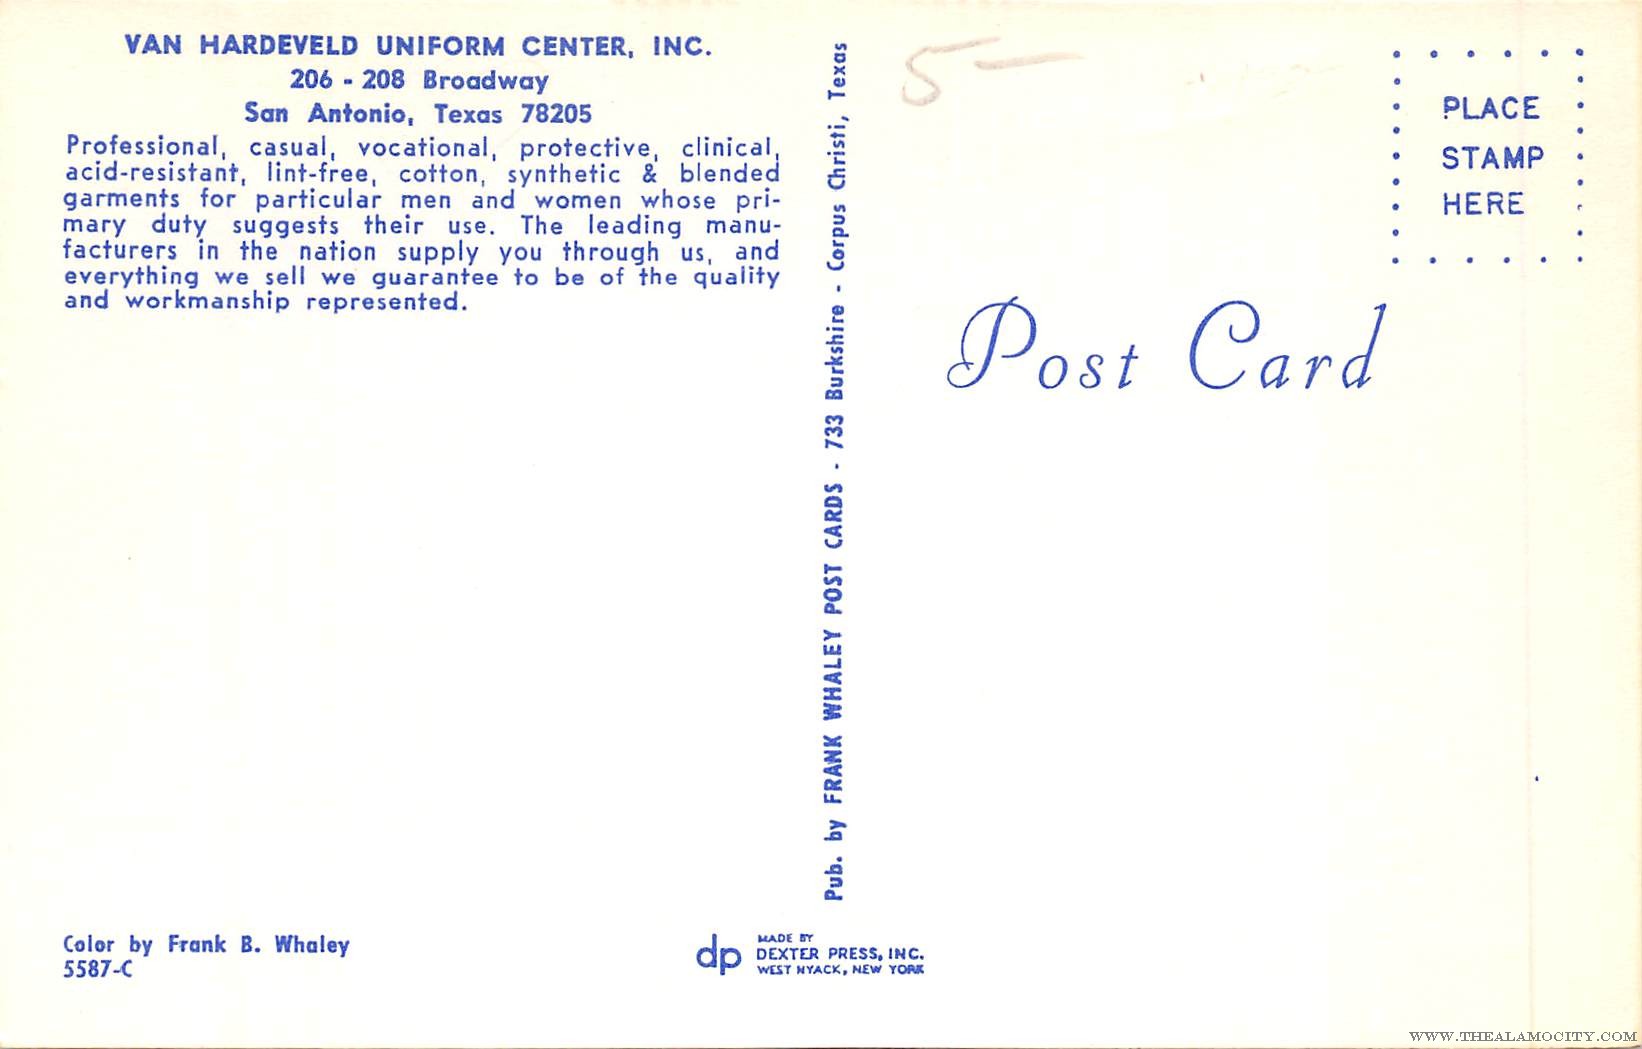 VAN HARDEVELD UNIFORM CENTER, INC.
206 - 208 Broadway
San Antonio, Texas 78205
Professional, casual, vocational, protective, clinical,
acid-resistant, lint-free, cotton, synthetic & blended
garments for particular men and women whose pri-
mary duty suggests their use. The leading manu-
facturers in the nation supply you through us, and
everything we sell we guarantee to be of the quality
and workmanship represented.
Color by Frank B. Whaley
5587-C
Pub. by FRANK WHALEY POST CARDS - 733 Burkshire - Corpus Christi, Texas
dp
MADE BY
DEXTER PRESS, INC.
WEST NYACK, NEW YORK
5 -
PLACE
STAMP
HERE
Post Card
WWW.THEALAMOCITY.COM